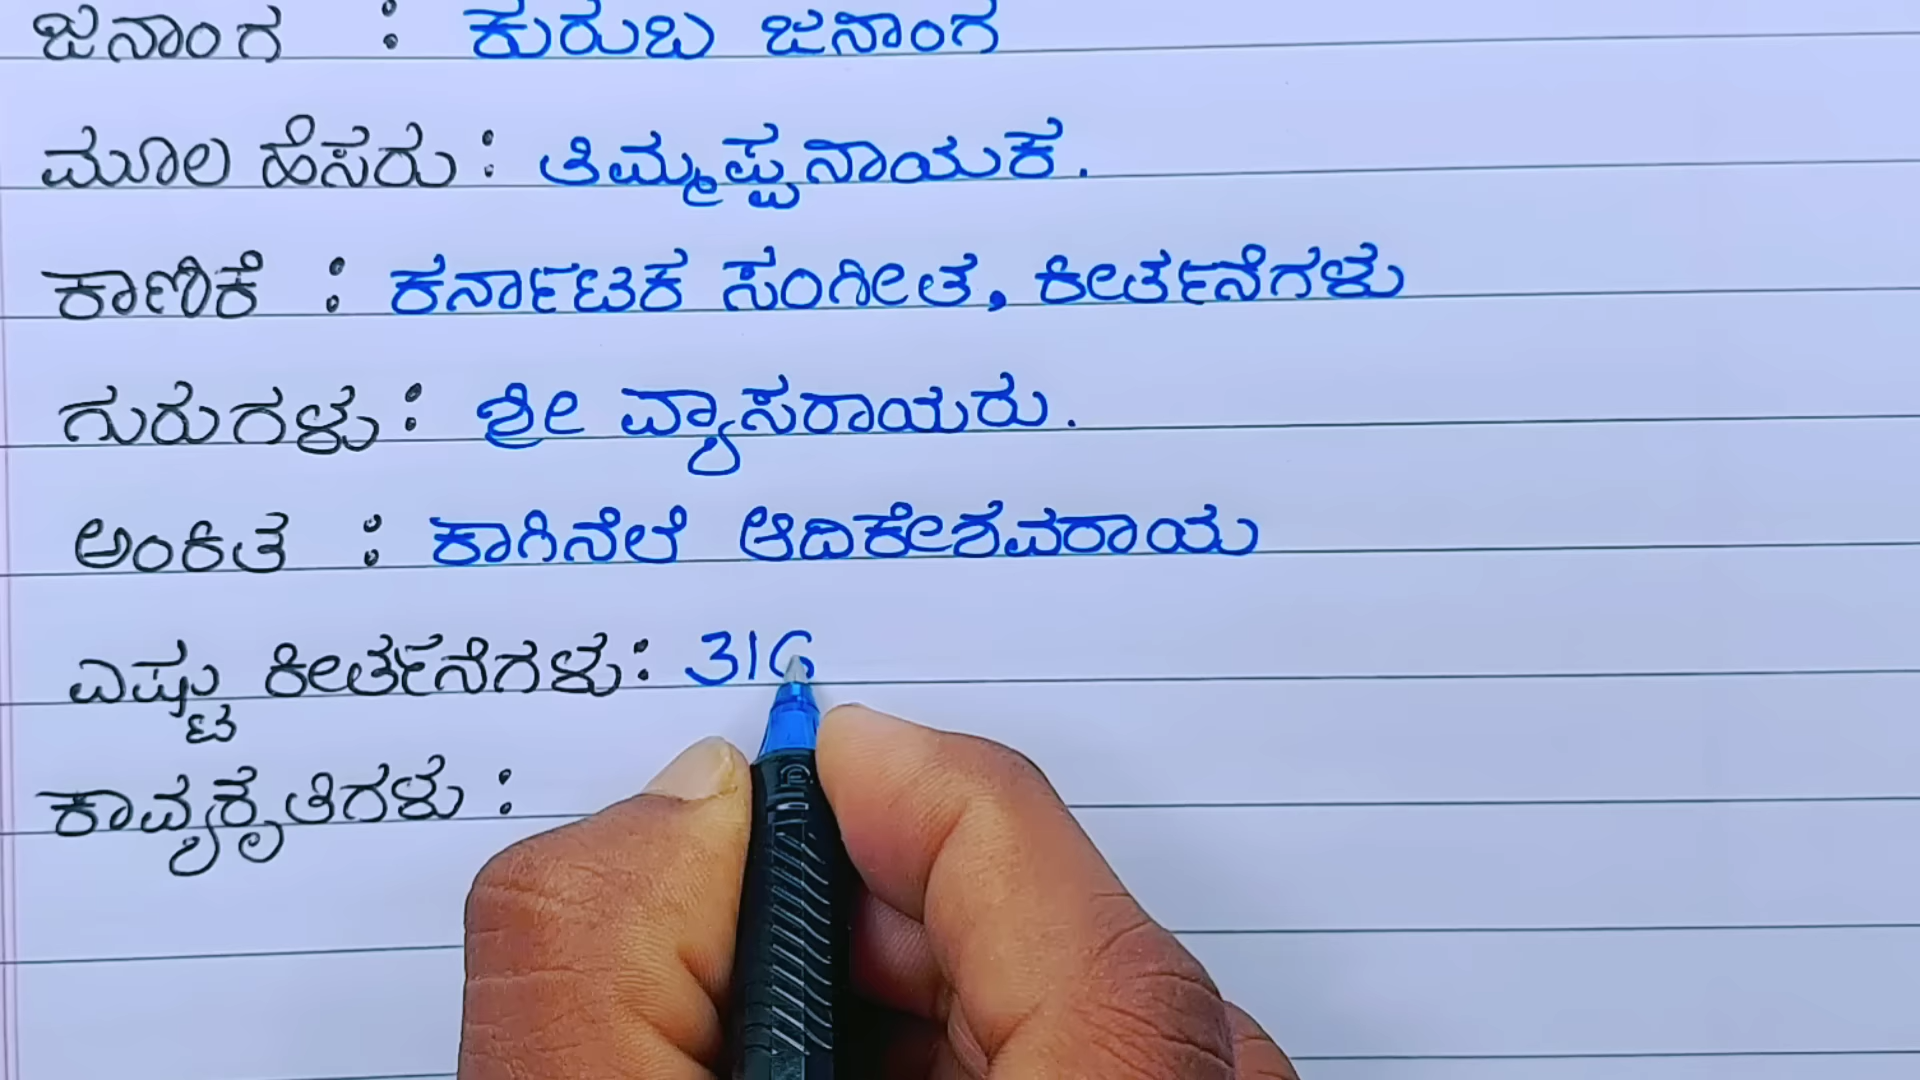 ಜನಾಂಗ : ಕುರುಬ ಜನಾಂಗ
ಮೂಲ ಹೆಸರು : ತಿಮ್ಮಪ್ಪನಾಯಕ.
ಕಾಣಿಕೆ : ಕರ್ನಾಟಕ ಸಂಗೀತ, ಕೀರ್ತನೆಗಳು
ಗುರುಗಳು : ಶ್ರೀ ವ್ಯಾಸರಾಯರು.
ಅಂಕಿತ : ಕಾಗಿನೆಲೆ ಆದಿಕೇಶವರಾಯ
ಎಷ್ಟು ಕೀರ್ತನೆಗಳು : 316
ಕಾವ್ಯಕೃತಿಗಳು :